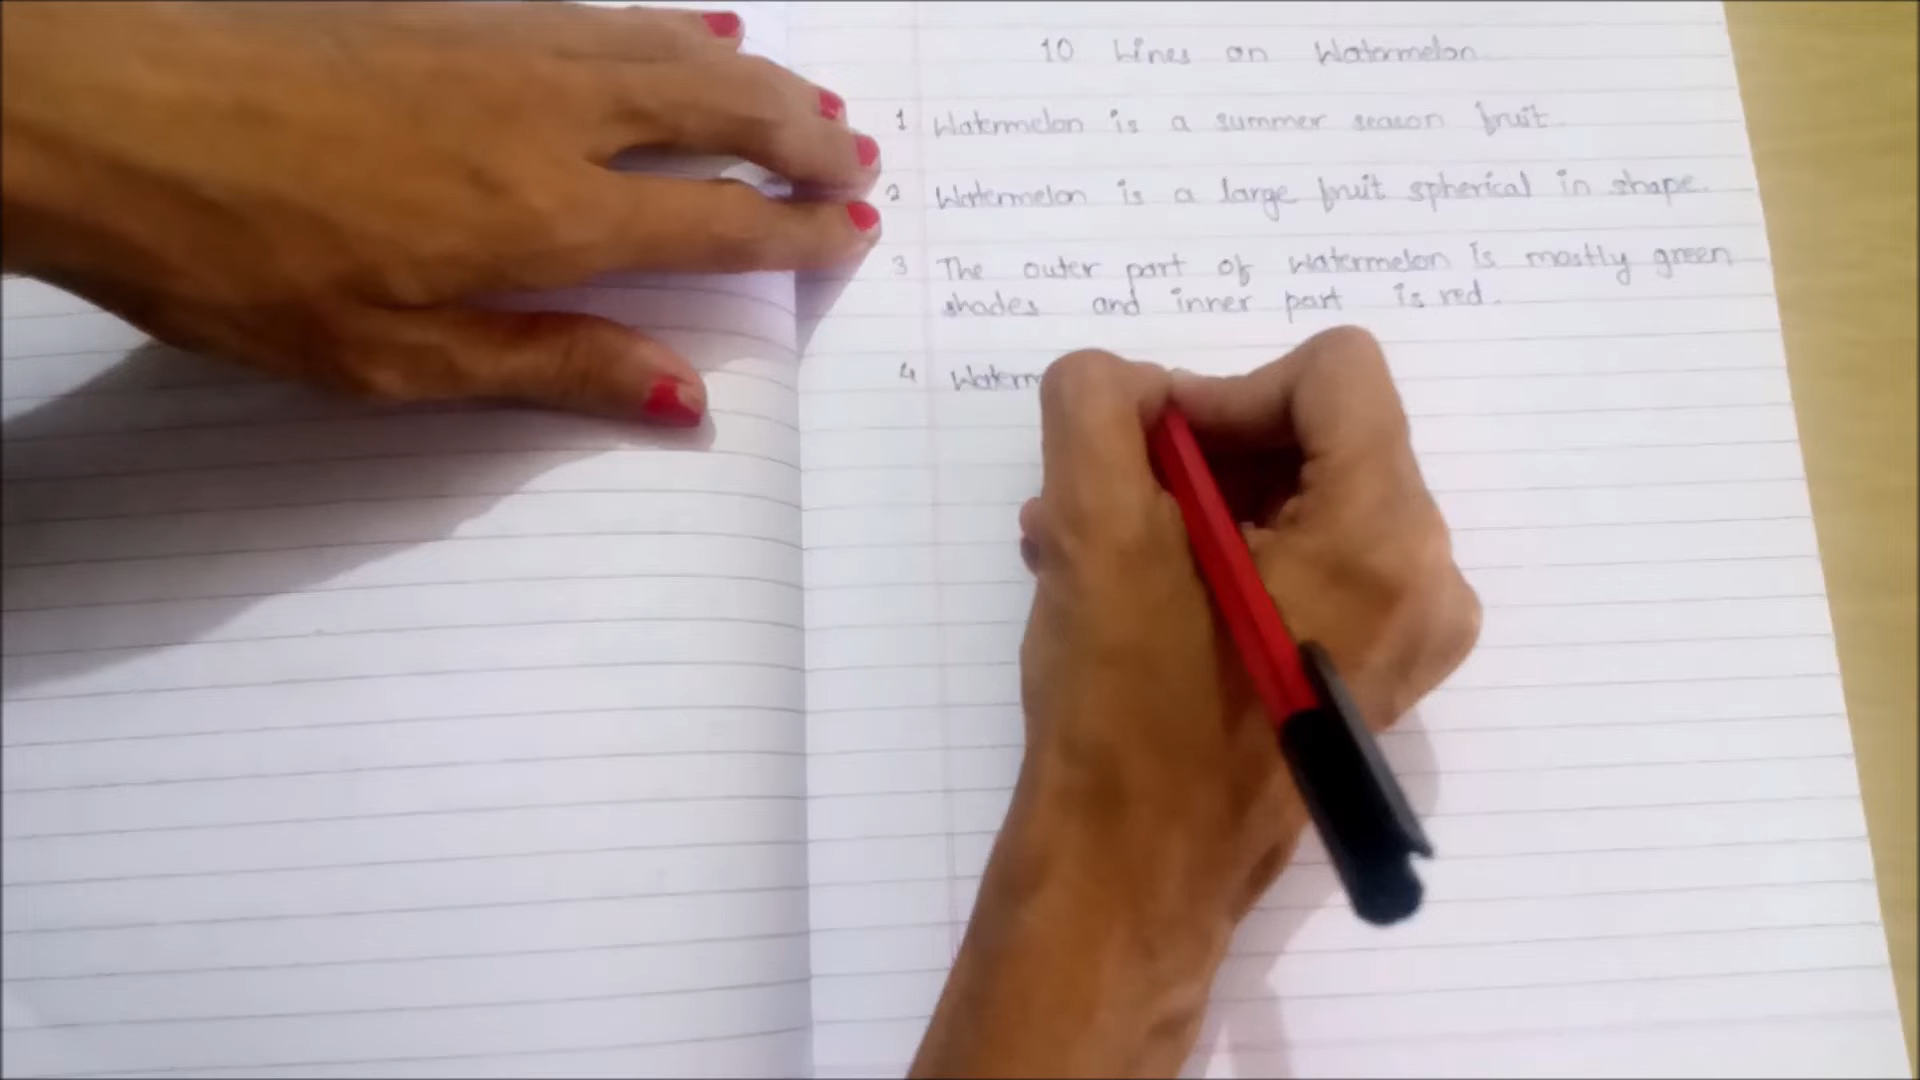 10 Lines on Watermelon
1 Watermelon is a summer season fruit.
2 Watermelon is a large fruit spherical in shape.
3 The outer part of watermelon is mostly green
shades and inner part is red.
4 Waterm